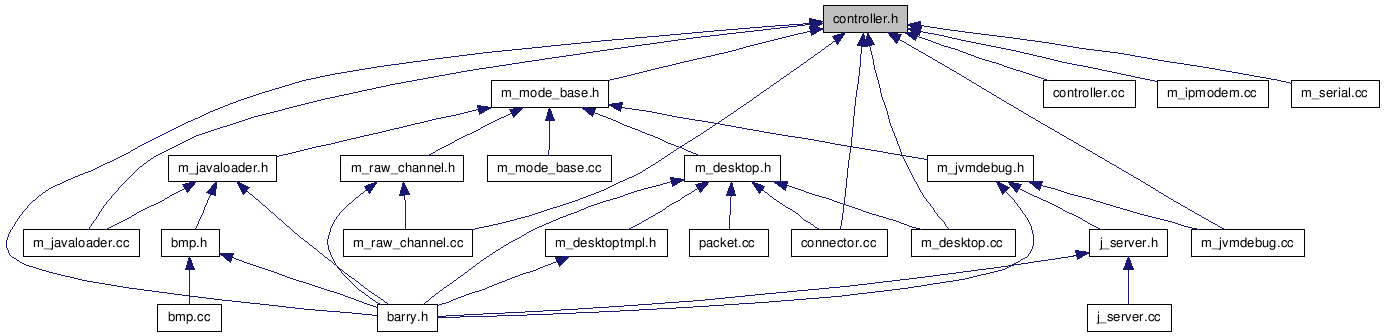 controller.h
m_mode_base.h
controller.cc
m_ipmodem.cc
m_serial.cc
m_javaloader.h
m_raw_channel.h
m_mode_base.cc
m_desktop.h
m_jvmdebug.h
m_javaloader.cc
bmp.h
m_raw_channel.cc
m_desktoptmpl.h
packet.cc
connector.cc
m_desktop.cc
j_server.h
m_jvmdebug.cc
bmp.cc
barry.h
j_server.cc